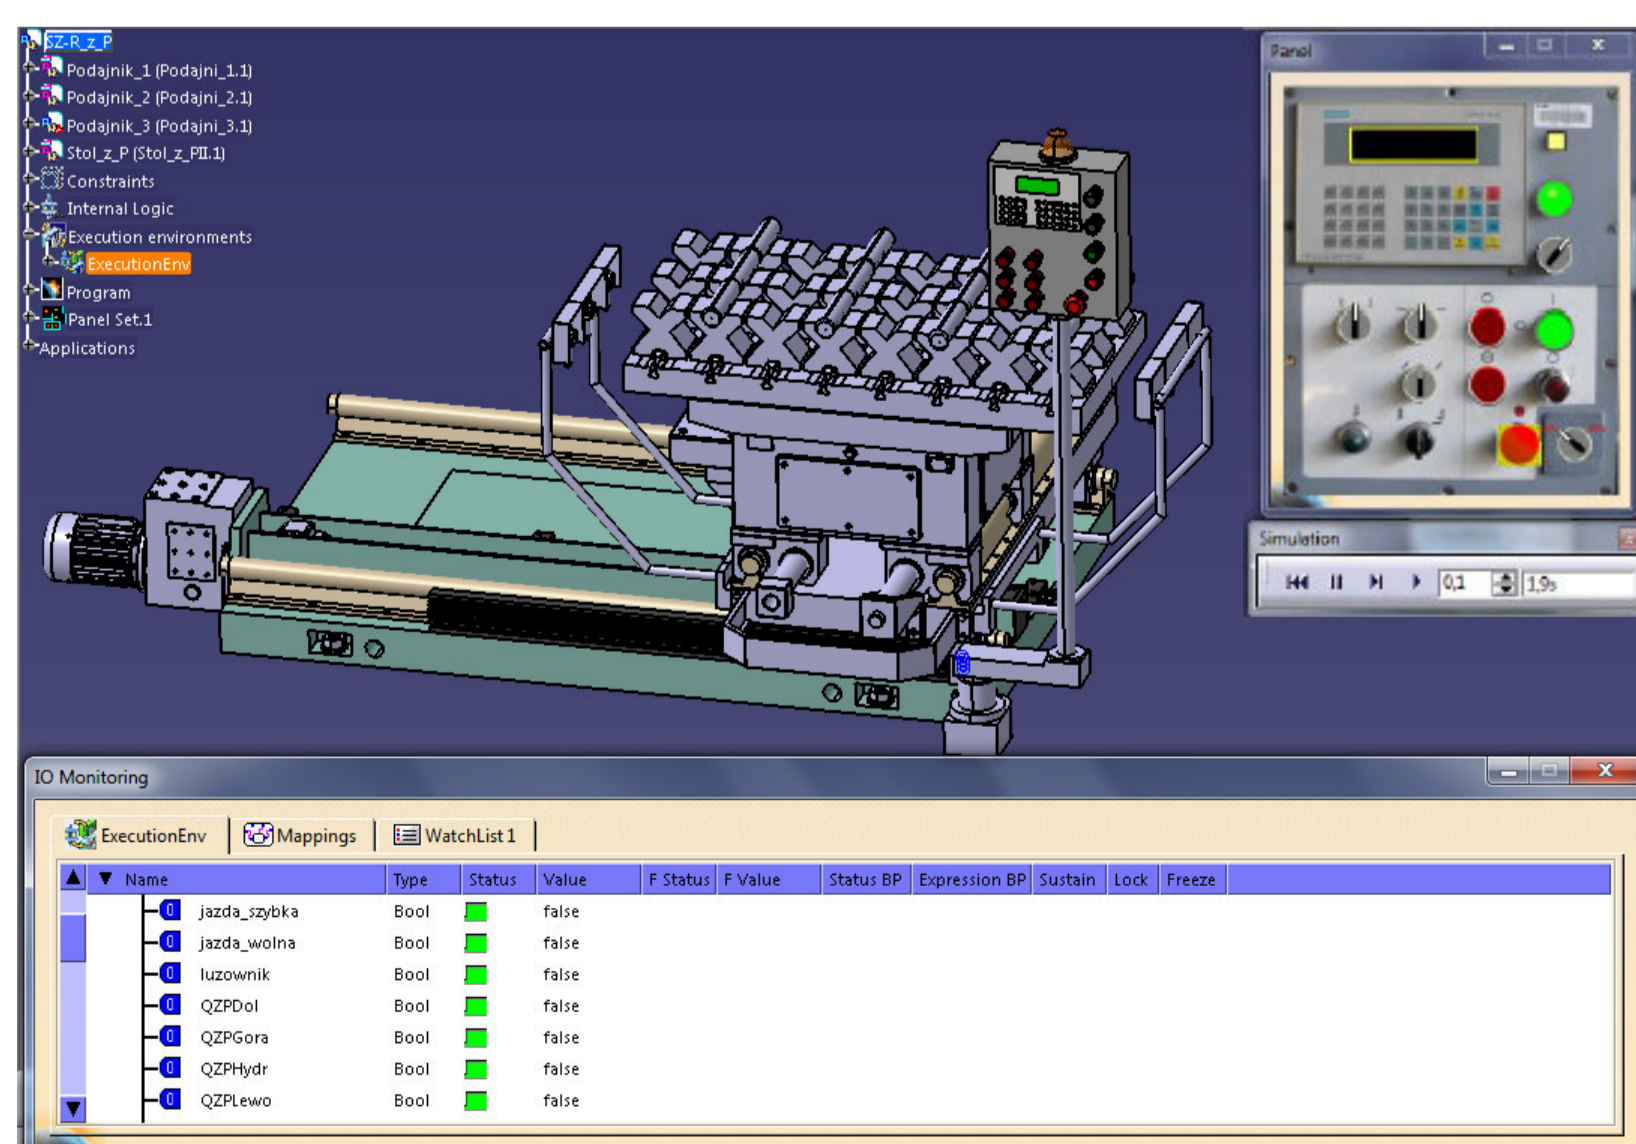 SZ-R_z_P
Podajnik_1 (Podajni_1.1)
Podajnik_2 (Podajni_2.1)
Podajnik_3 (Podajni_3.1)
Stol_z_P (Stol_z_PII.1)
Constraints
Internal Logic
Execution environments
ExecutionEnv
Program
Panel Set.1
Applications
Panel
Simulation
0,1 1,9s
IO Monitoring
ExecutionEnv Mappings WatchList 1
Name Type Status Value F Status F Value Status BP Expression BP Sustain Lock Freeze
jazda_szybka Bool false
jazda_wolna Bool false
luzownik Bool false
QZPDol Bool false
QZPGora Bool false
QZPHydr Bool false
QZPLewo Bool false